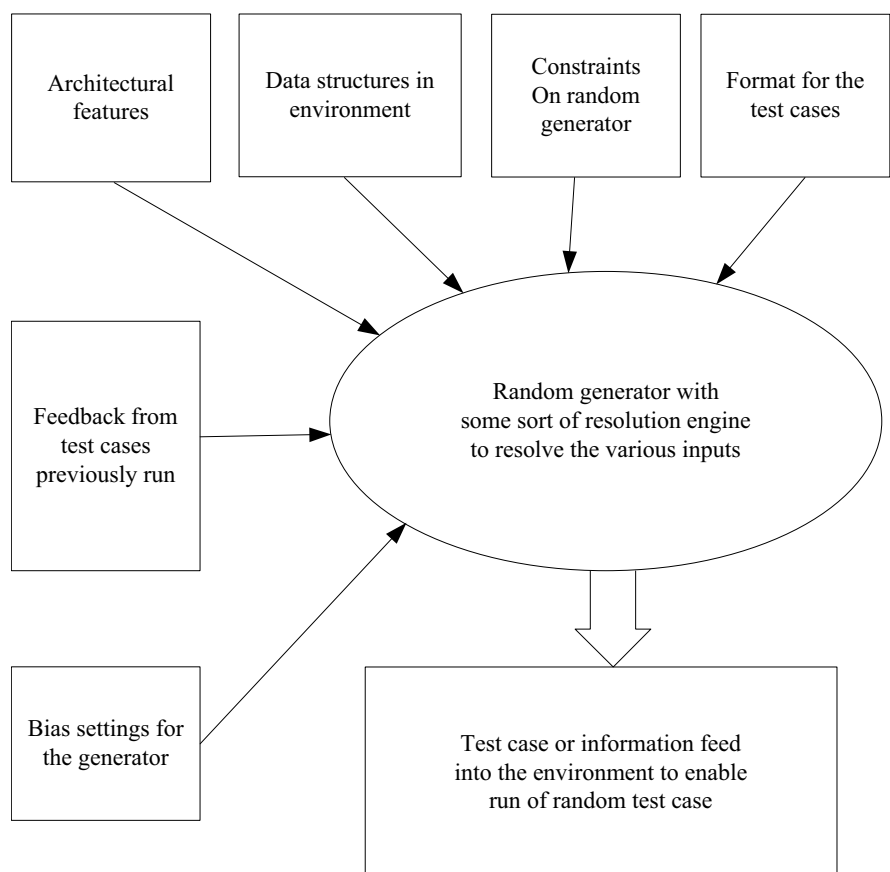 Architectural
features
Data structures in
environment
Constraints
On random
generator
Format for the
test cases
Feedback from
test cases
previously run
Random generator with
some sort of resolution engine
to resolve the various inputs
Bias settings for
the generator
Test case or information feed
into the environment to enable
run of random test case